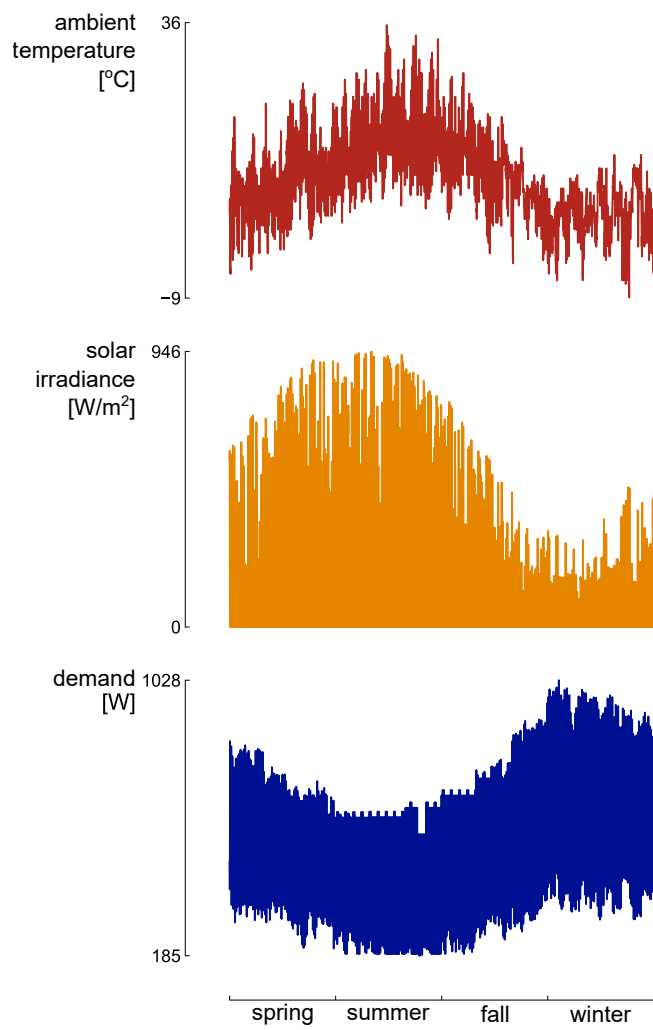 ambient
temperature
[°C]
36
−9
solar
irradiance
[W/m²]
946
0
demand
[W]
1028
185
spring summer fall winter